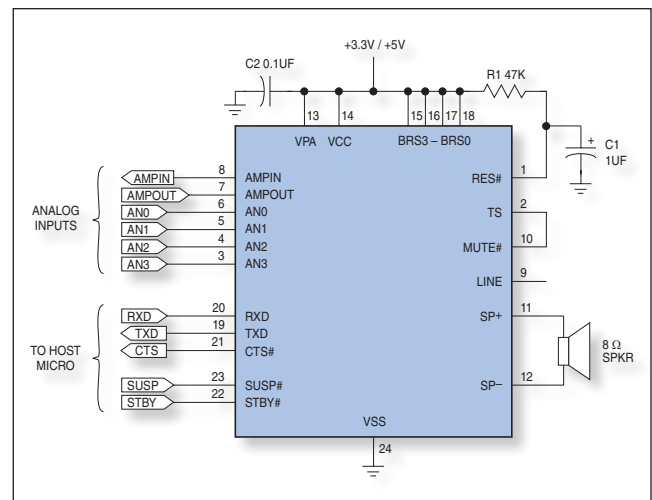 +3.3V / +5V
C2 0.1UF
R1 47K
13 14 15 16 17 18
VPA VCC BRS3 – BRS0
+ C1
1UF
ANALOG
INPUTS
AMPIN 8 AMPIN
AMPOUT 7 AMPOUT
AN0 6 AN0
AN1 5 AN1
AN2 4 AN2
AN3 3 AN3
RES# 1
TS 2
MUTE# 10
LINE 9
TO HOST
MICRO
RXD 20 RXD
TXD 19 TXD
CTS 21 CTS#
SUSP 23 SUSP#
STBY 22 STBY#
SP+ 11
SP– 12
8 Ω
SPKR
VSS
24